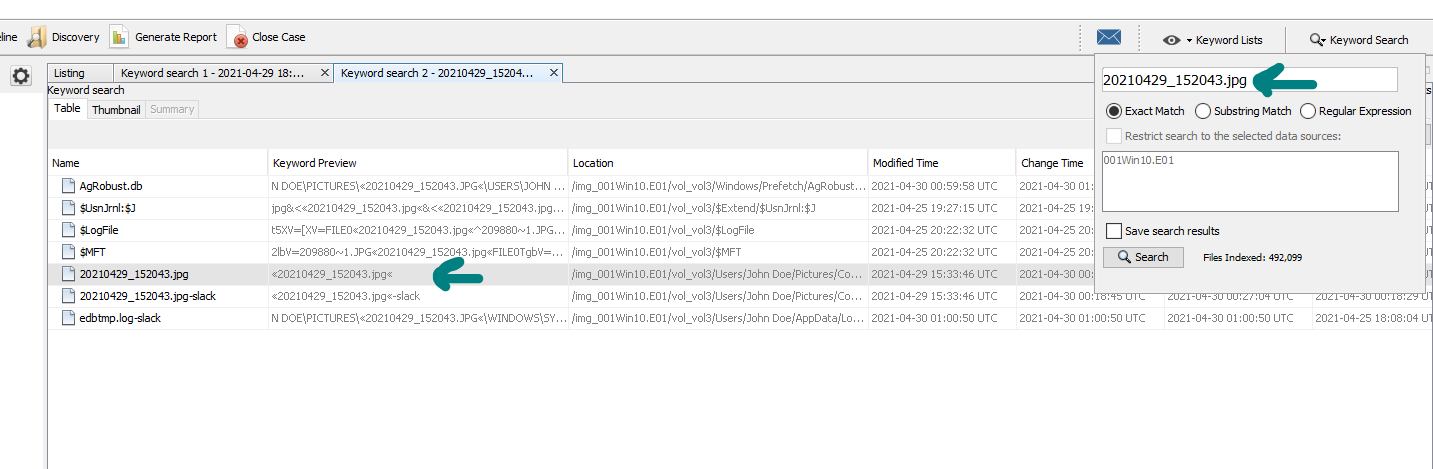 line Discovery Generate Report Close Case Keyword Lists Keyword Search
Listing Keyword search 1 - 2021-04-29 18:... Keyword search 2 - 20210429_15204...
Keyword search
Table Thumbnail Summary
20210429_152043.jpg
Exact Match Substring Match Regular Expression
Restrict search to the selected data sources:
001Win10.E01
Save search results
Search Files Indexed: 492,099
Name Keyword Preview Location Modified Time Change Time
AgRobust.db N DOE\PICTURES\«20210429_152043.JPG«\USERS\JOHN ... /img_001Win10.E01/vol_vol3/Windows/Prefetch/AgRobust... 2021-04-30 00:59:58 UTC 2021-04-30 01:
$UsnJrnl:$J jpg&<«20210429_152043.jpg«&<«20210429_152043.jpg... /img_001Win10.E01/vol_vol3/$Extend/$UsnJrnl:$J 2021-04-25 19:27:15 UTC 2021-04-25 19:
$LogFile t5XV=[XV=FILE0«20210429_152043.jpg«^209880~1.JPG... /img_001Win10.E01/vol_vol3/$LogFile 2021-04-25 20:22:32 UTC 2021-04-25 20:
$MFT 2lbV=209880~1.JPG«20210429_152043.jpg«FILE0TgbV=... /img_001Win10.E01/vol_vol3/$MFT 2021-04-25 20:22:32 UTC 2021-04-25 20:
20210429_152043.jpg «20210429_152043.jpg« /img_001Win10.E01/vol_vol3/Users/John Doe/Pictures/Co... 2021-04-29 15:33:46 UTC 2021-04-30 00:
20210429_152043.jpg-slack «20210429_152043.jpg«-slack /img_001Win10.E01/vol_vol3/Users/John Doe/Pictures/Co... 2021-04-29 15:33:46 UTC 2021-04-30 00:18:45 UTC 2021-04-30 00:27:04 UTC 2021-04-30 00:18:29 UT
edbtmp.log-slack N DOE\PICTURES\«20210429_152043.JPG«\WINDOWS\SY... /img_001Win10.E01/vol_vol3/Users/John Doe/AppData/Lo... 2021-04-30 01:00:50 UTC 2021-04-30 01:00:50 UTC 2021-04-30 01:00:50 UTC 2021-04-25 18:08:04 UT